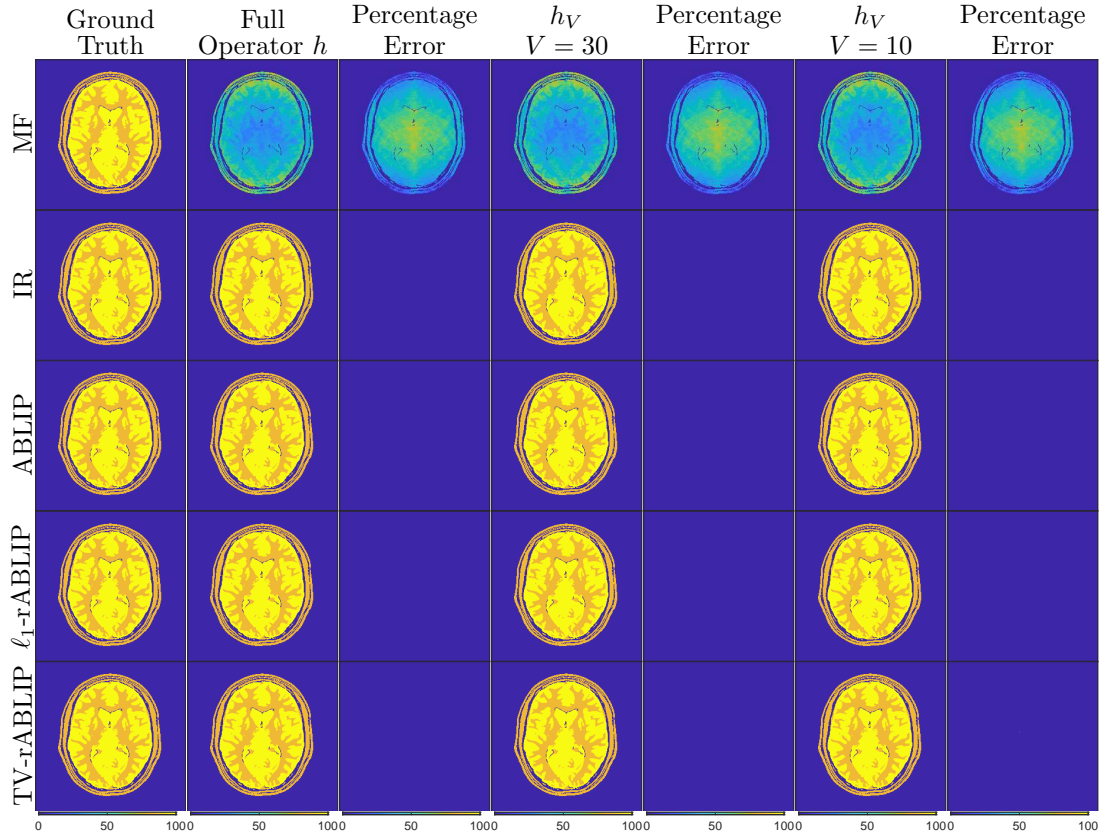 Ground Truth
Full Operator h
Percentage Error
h_V V = 30
Percentage Error
h_V V = 10
Percentage Error
MF
IR
ABLIP
ℓ₁-rABLIP
TV-rABLIP
0 50 100 0 50 100 0 50 100 0 50 100 0 50 100 0 50 100 0 50 100